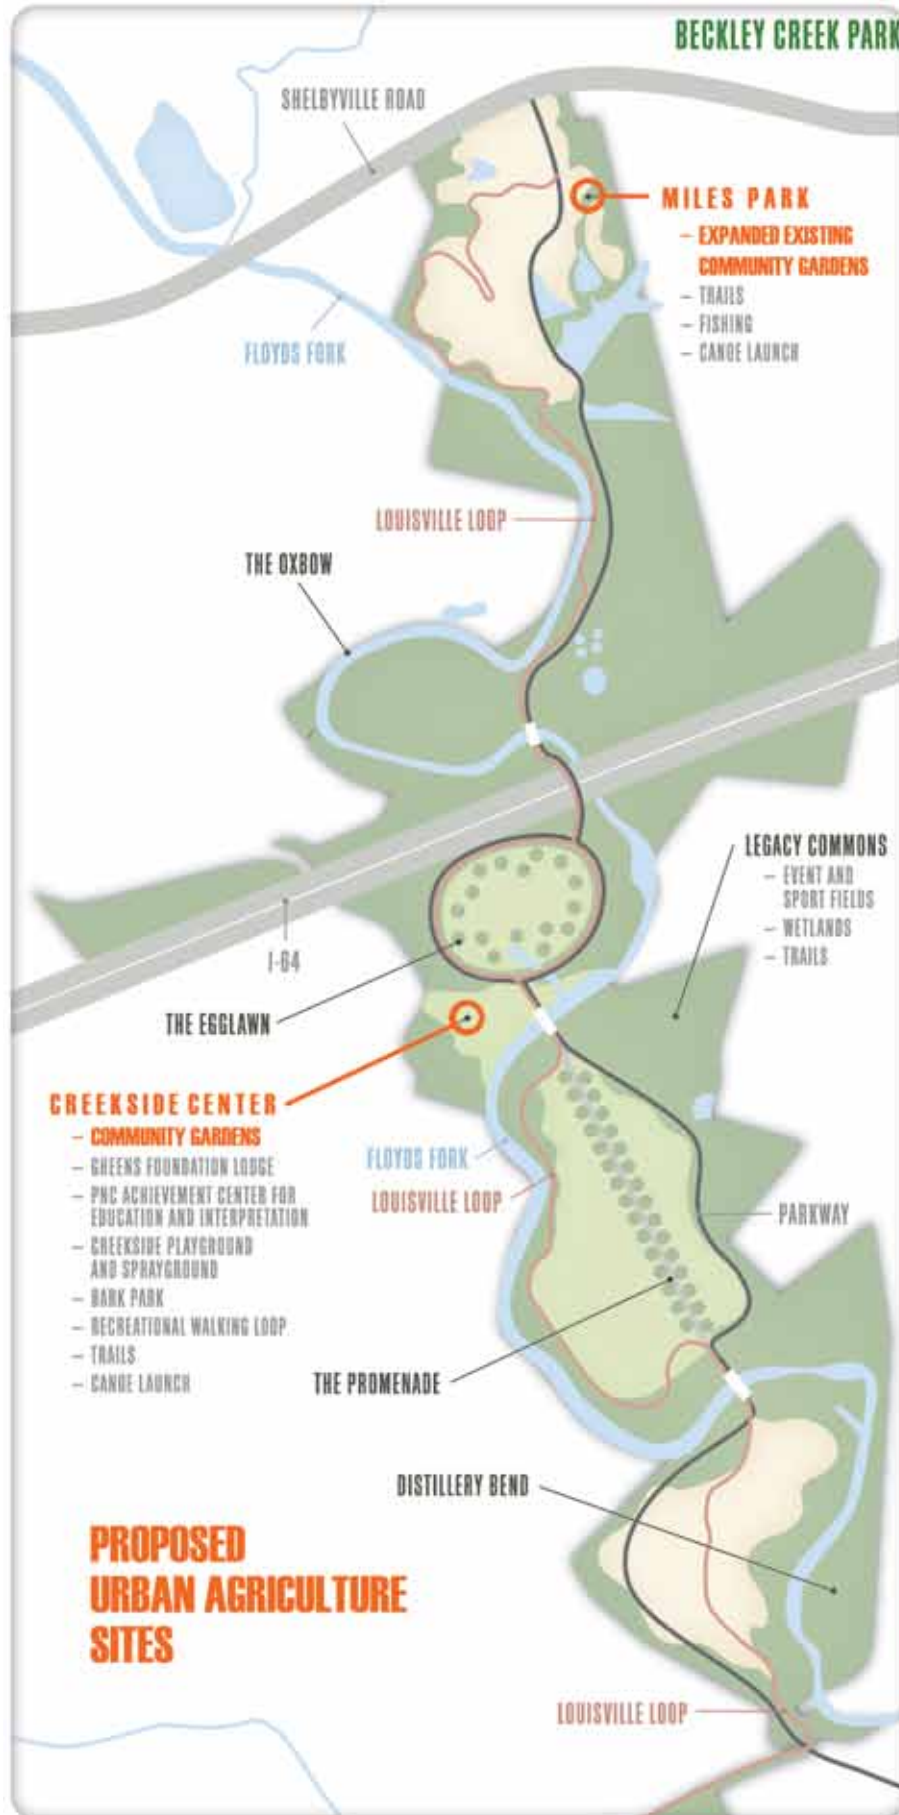 BECKLEY CREEK PARK
SHELBYVILLE ROAD
MILES PARK
– EXPANDED EXISTING
COMMUNITY GARDENS
– TRAILS
– FISHING
– CANOE LAUNCH
FLOYDS FORK
LOUISVILLE LOOP
THE OXBOW
LEGACY COMMONS
– EVENT AND
SPORT FIELDS
– WETLANDS
– TRAILS
I-64
THE EGGLAWN
CREEKSIDE CENTER
– COMMUNITY GARDENS
– GHEENS FOUNDATION LODGE
– PNC ACHIEVEMENT CENTER FOR
EDUCATION AND INTERPRETATION
– CREEKSIDE PLAYGROUND
AND SPRAYGROUND
– BARK PARK
– RECREATIONAL WALKING LOOP
– TRAILS
– CANOE LAUNCH
FLOYDS FORK
LOUISVILLE LOOP
PARKWAY
THE PROMENADE
DISTILLERY BEND
PROPOSED
URBAN AGRICULTURE
SITES
LOUISVILLE LOOP